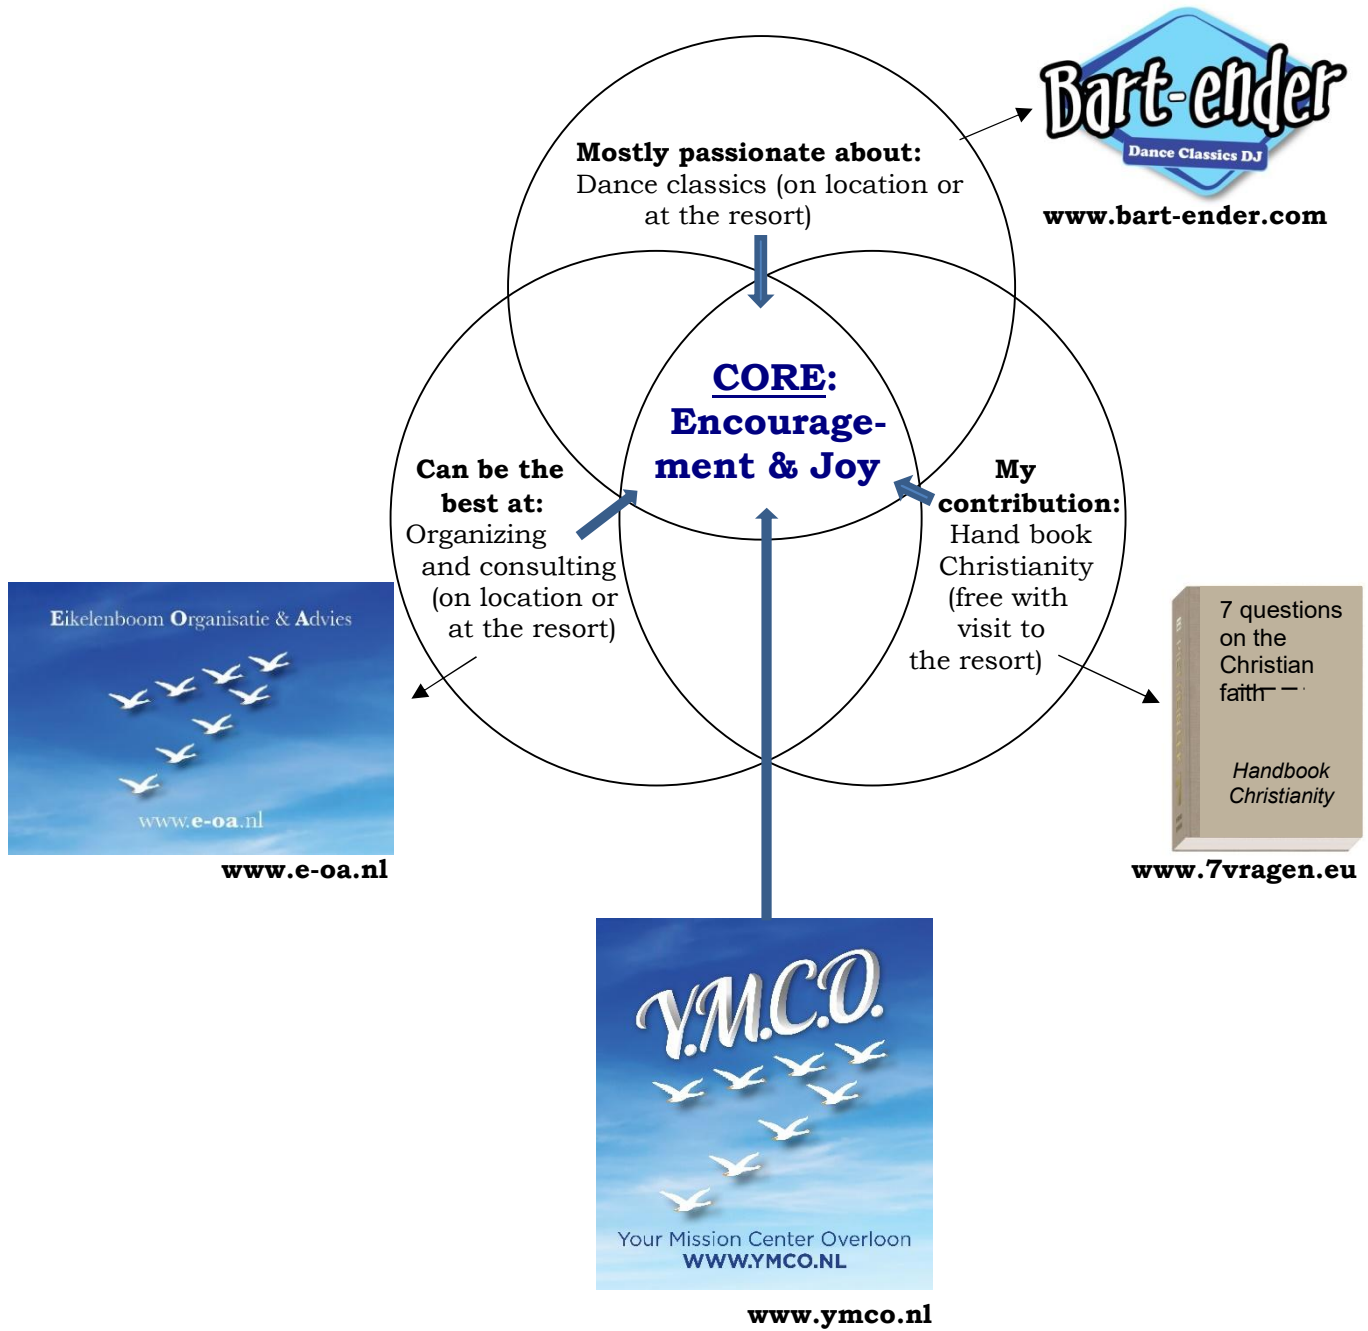 Bart-ender
Dance Classics DJ
www.bart-ender.com
Mostly passionate about:
Dance classics (on location or
at the resort)
CORE:
Encourage-
ment & Joy
Can be the
best at:
Organizing
and consulting
(on location or
at the resort)
My
contribution:
Hand book
Christianity
(free with
visit to
the resort)
Eikelenboom Organisatie & Advies
www.e-oa.nl
www.e-oa.nl
7 questions
on the
Christian
faith
Handbook
Christianity
www.7vragen.eu
Y.M.C.O.
Your Mission Center Overloon
WWW.YMCO.NL
www.ymco.nl